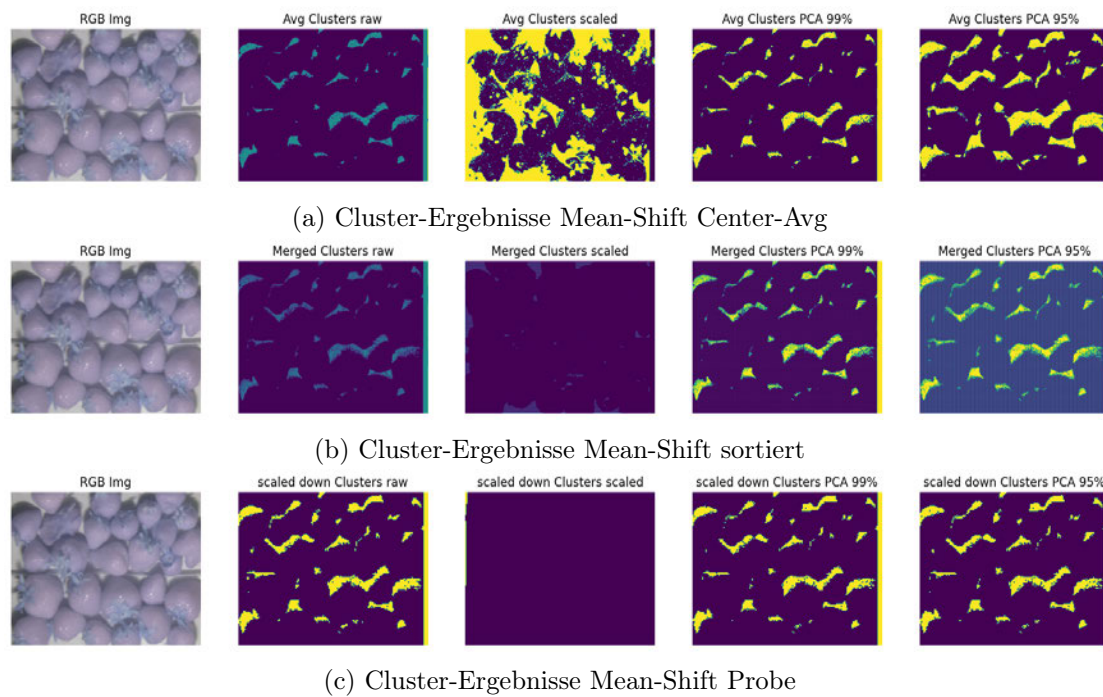 RGB Img Avg Clusters raw Avg Clusters scaled Avg Clusters PCA 99% Avg Clusters PCA 95%
(a) Cluster-Ergebnisse Mean-Shift Center-Avg
RGB Img Merged Clusters raw Merged Clusters scaled Merged Clusters PCA 99% Merged Clusters PCA 95%
(b) Cluster-Ergebnisse Mean-Shift sortiert
RGB Img scaled down Clusters raw scaled down Clusters scaled scaled down Clusters PCA 99% scaled down Clusters PCA 95%
(c) Cluster-Ergebnisse Mean-Shift Probe